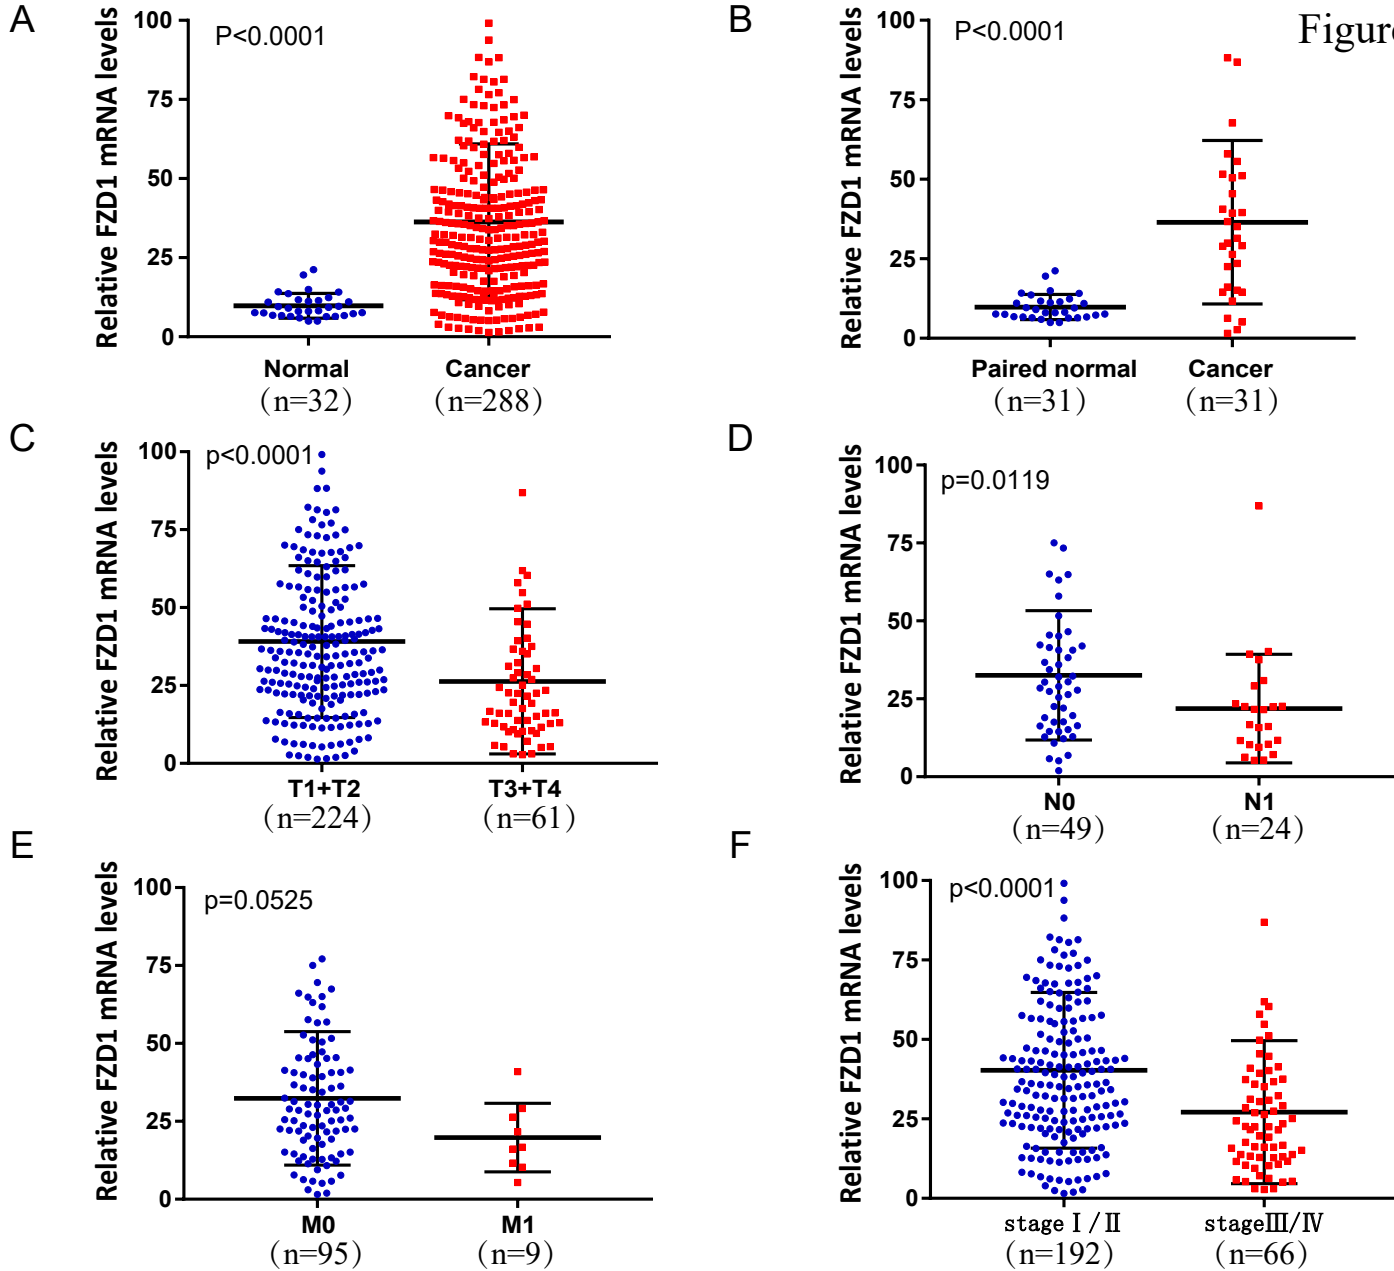 A
Relative FZD1 mRNA levels
P<0.0001
100
75
50
25
0
Normal
Cancer
(n=32)
(n=288)
B
Relative FZD1 mRNA levels
P<0.0001
100
75
50
25
0
Paired normal
Cancer
(n=31)
(n=31)
Figure
C
Relative FZD1 mRNA levels
p<0.0001
100
75
50
25
0
T1+T2
T3+T4
(n=224)
(n=61)
D
Relative FZD1 mRNA levels
p=0.0119
100
75
50
25
0
N0
N1
(n=49)
(n=24)
E
Relative FZD1 mRNA levels
p=0.0525
100
75
50
25
0
M0
M1
(n=95)
(n=9)
F
Relative FZD1 mRNA levels
p<0.0001
100
75
50
25
0
stage Ⅰ/Ⅱ
stageⅢ/Ⅳ
(n=192)
(n=66)